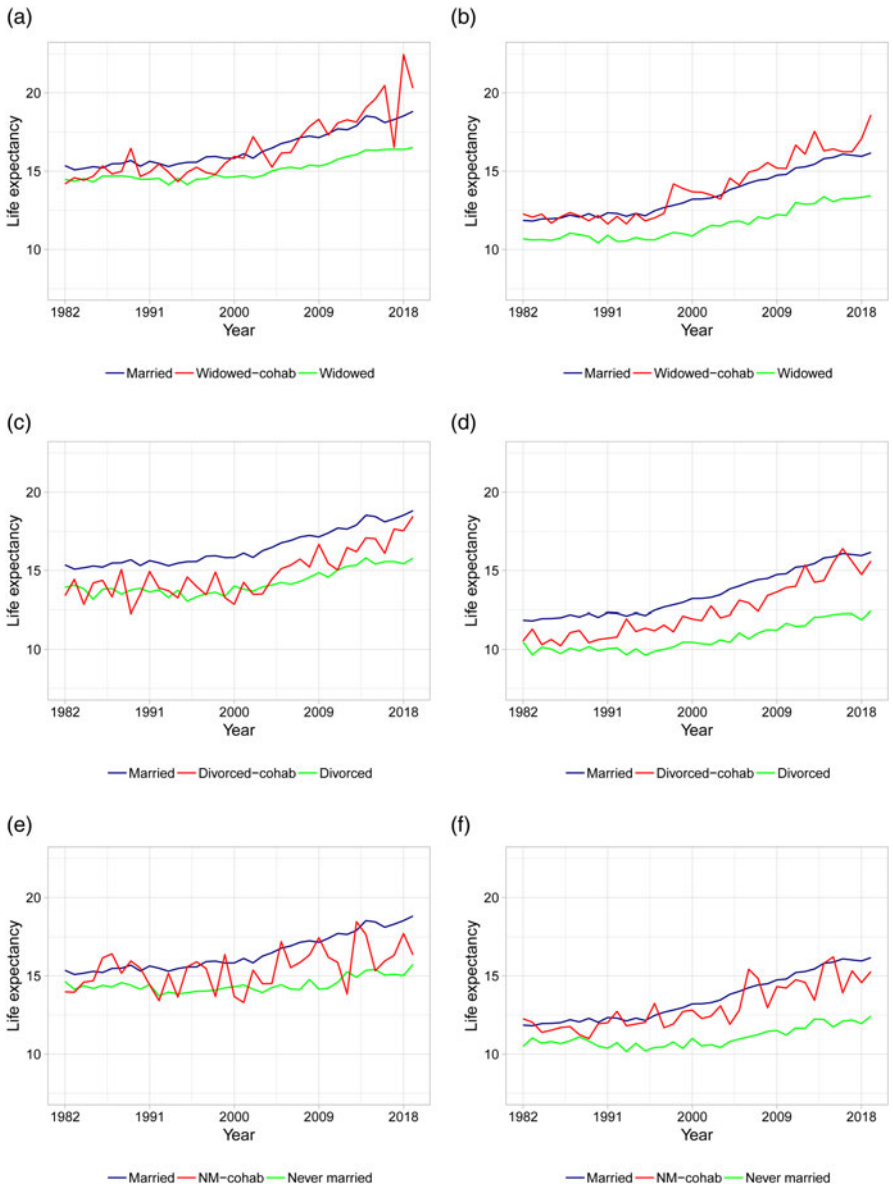 (a)
(b)
Life expectancy
20
15
10
1982 1991 2000 2009 2018
Year
Married Widowed-cohab Widowed
Life expectancy
20
15
10
1982 1991 2000 2009 2018
Year
Married Widowed-cohab Widowed
(c)
(d)
Life expectancy
20
15
10
1982 1991 2000 2009 2018
Year
Married Divorced-cohab Divorced
Life expectancy
20
15
10
1982 1991 2000 2009 2018
Year
Married Divorced-cohab Divorced
(e)
(f)
Life expectancy
20
15
10
1982 1991 2000 2009 2018
Year
Married NM-cohab Never married
Life expectancy
20
15
10
1982 1991 2000 2009 2018
Year
Married NM-cohab Never married